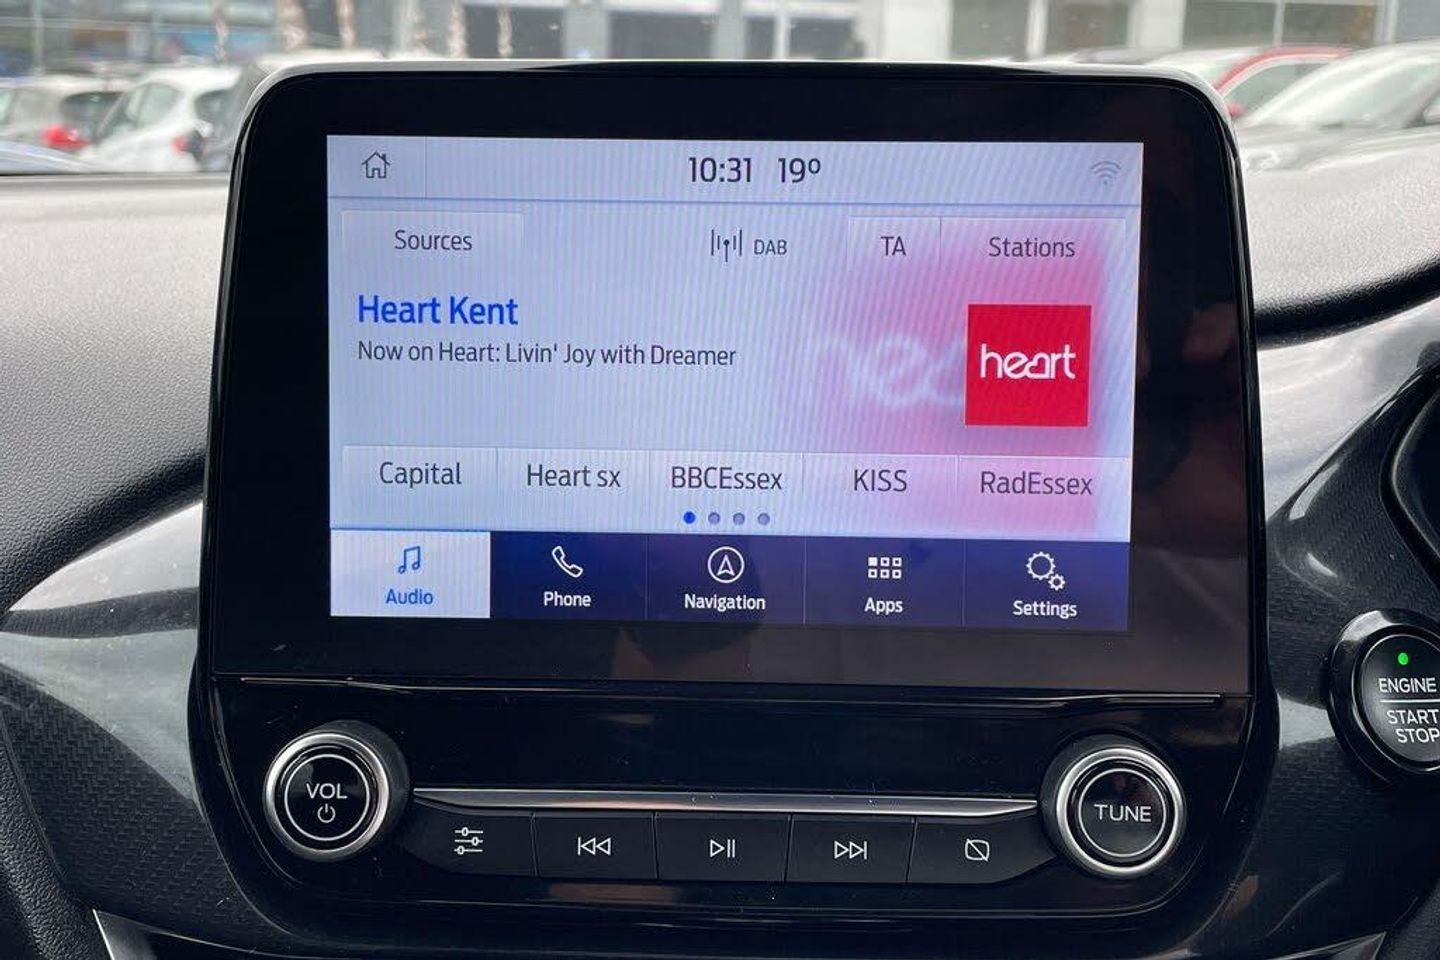 10:31 19º
Sources DAB TA Stations
Heart Kent
Now on Heart: Livin' Joy with Dreamer
heart
Capital Heart sx BBCEssex KISS RadEssex
Audio Phone Navigation Apps Settings
ENGINE
START
STOP
VOL
TUNE